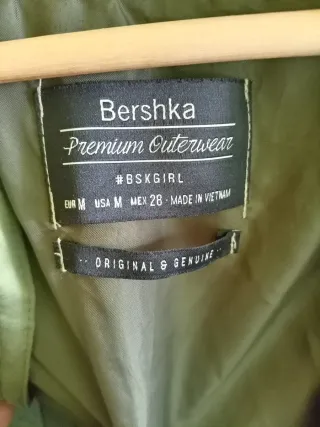 Bershka
Premium Outerwear
#BSKGIRL
EUR M USA M MEX 28 · MADE IN VIETNAM
·· ORIGINAL & GENUINE ··